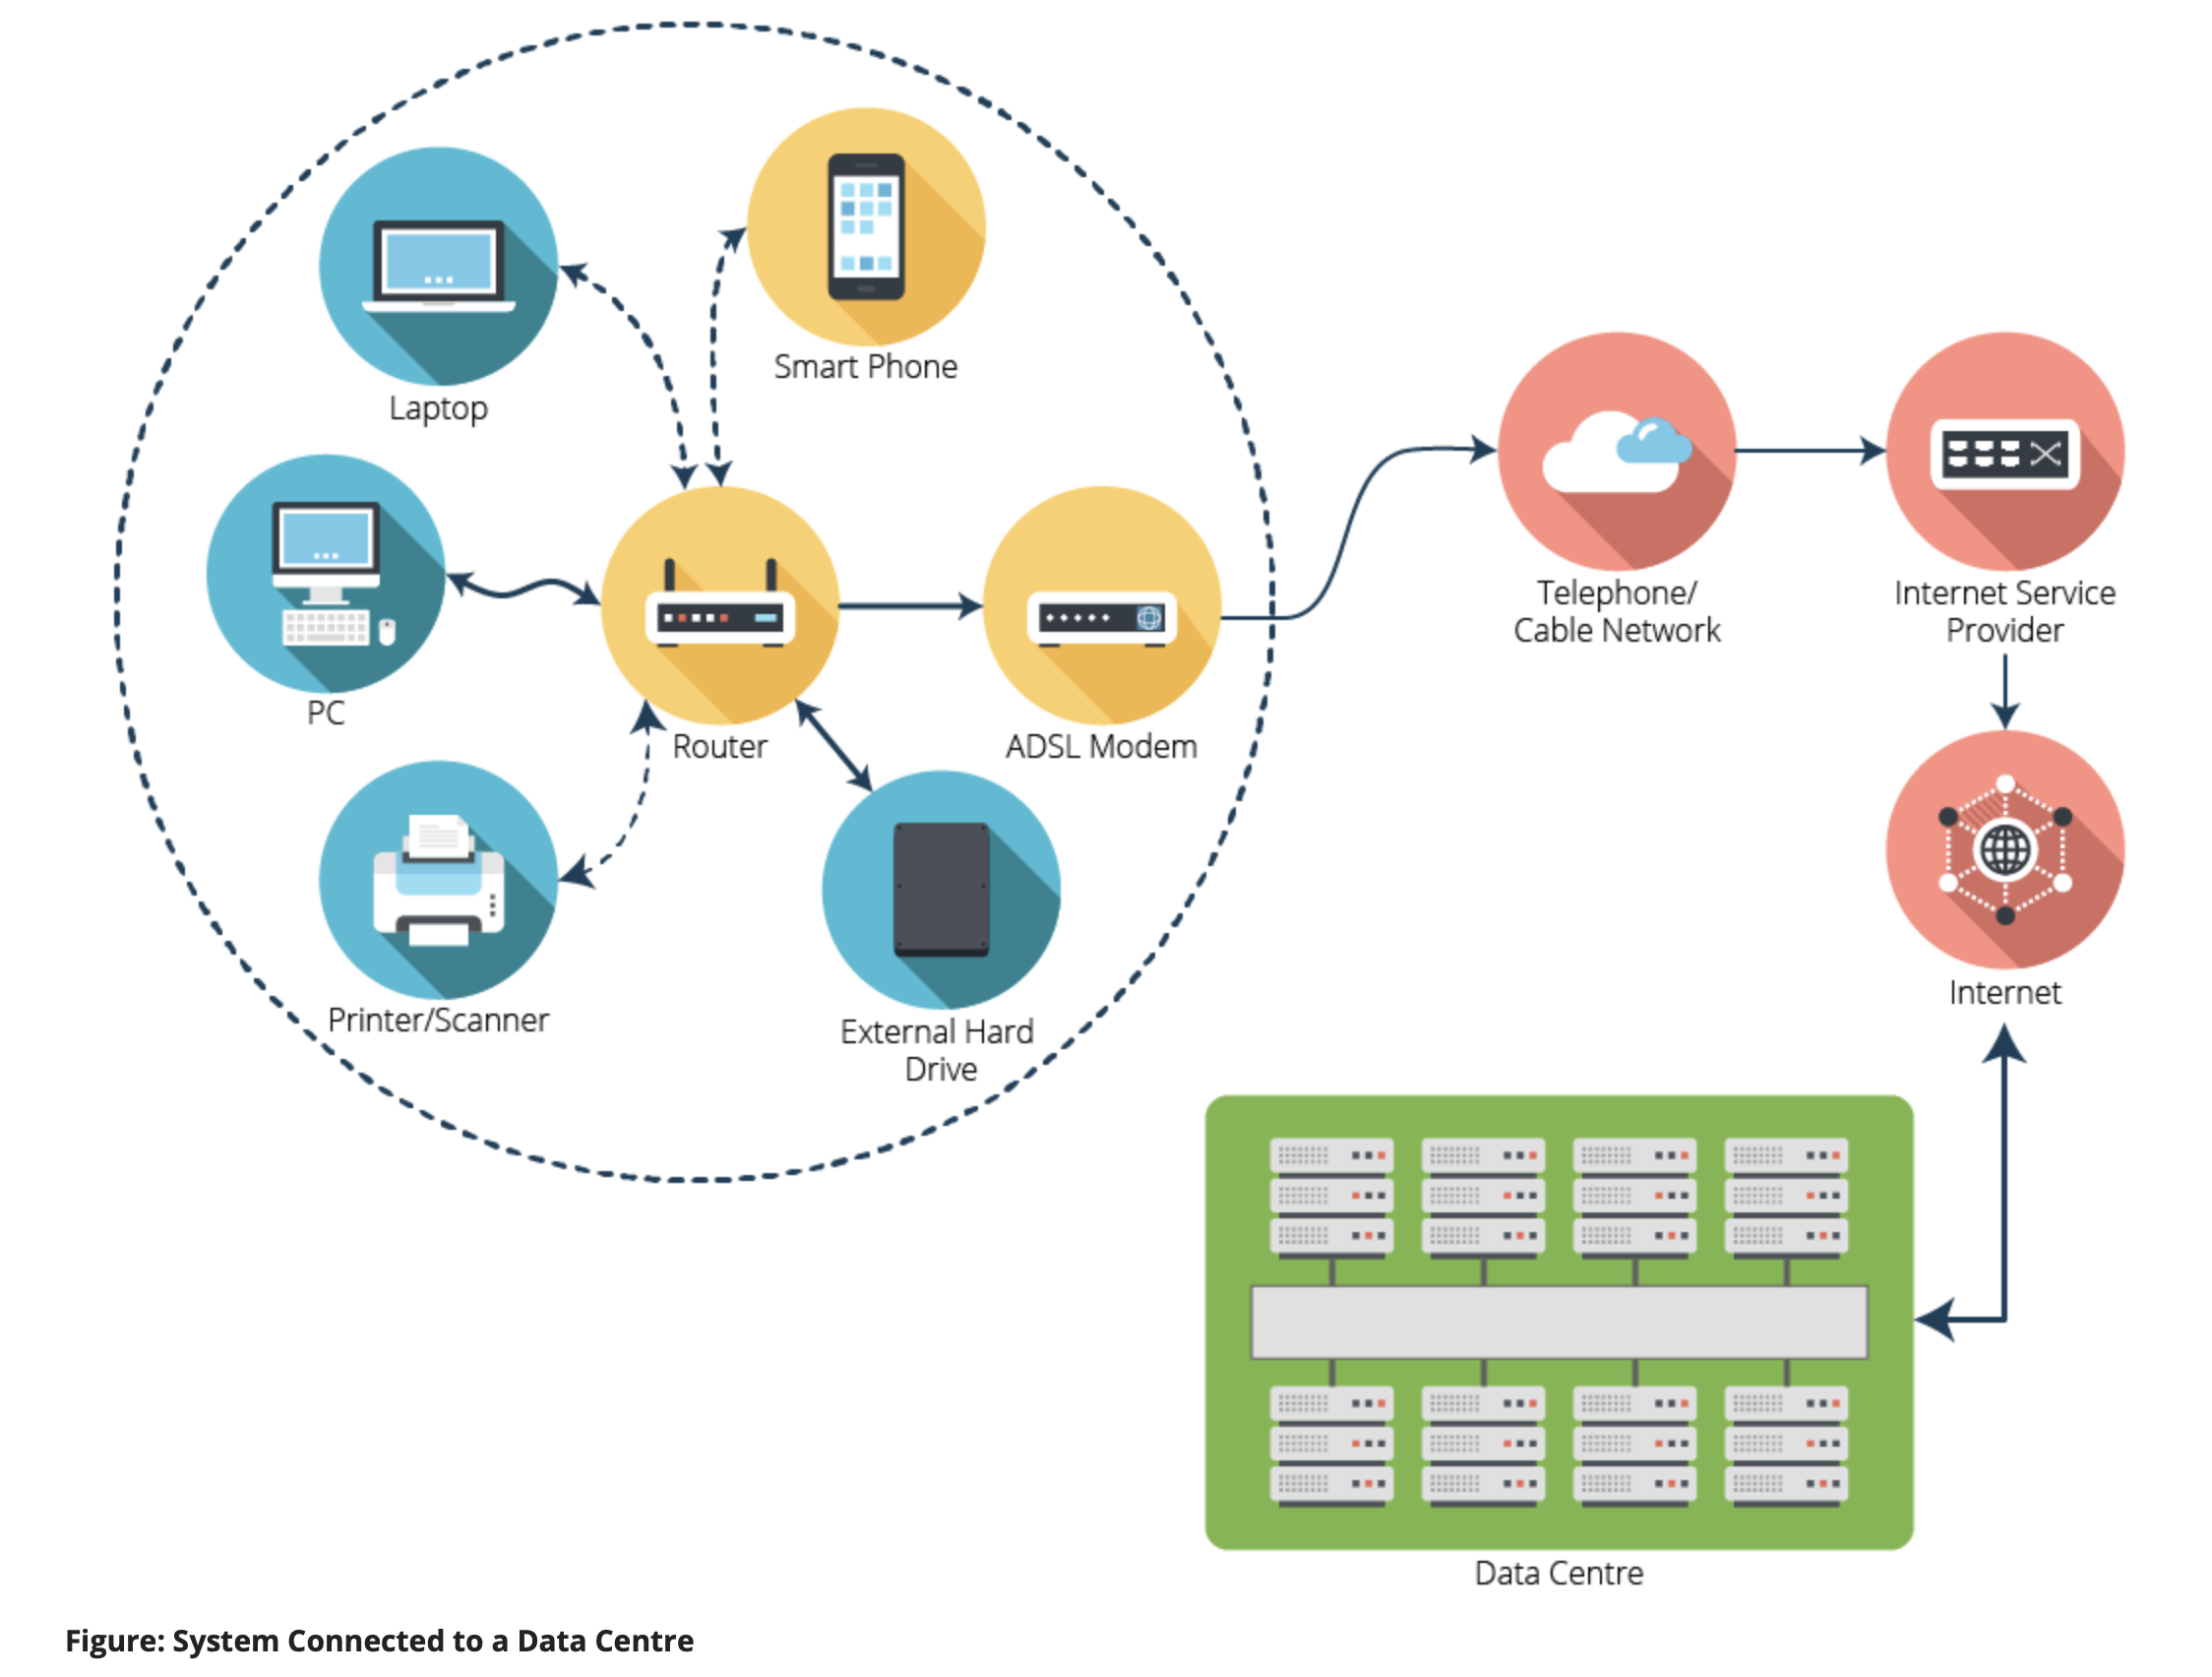 Smart Phone
Laptop
Telephone/
Cable Network
Internet Service
Provider
PC
Router
ADSL Modem
Internet
Printer/Scanner
External Hard
Drive
Data Centre
Figure: System Connected to a Data Centre